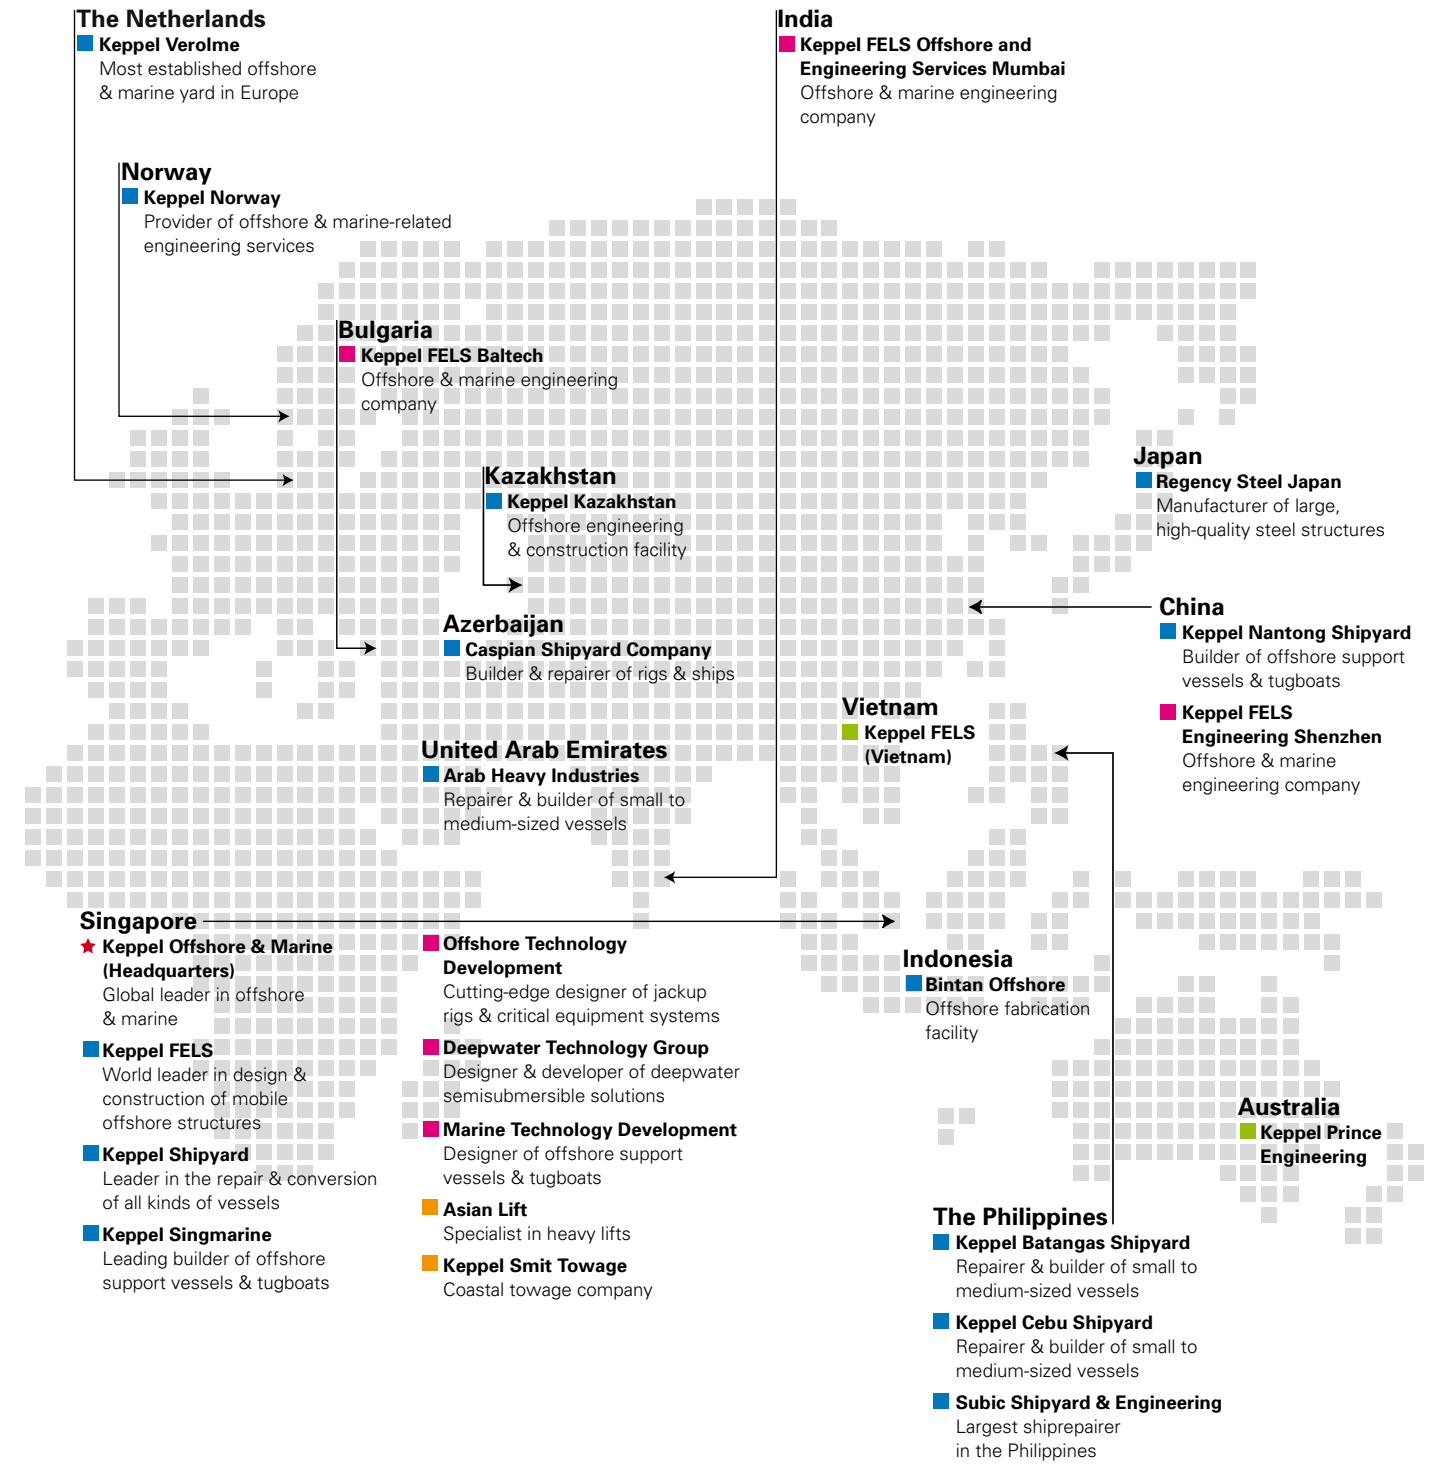 The Netherlands
Keppel Verolme
Most established offshore
& marine yard in Europe
India
Keppel FELS Offshore and
Engineering Services Mumbai
Offshore & marine engineering
company
Norway
Keppel Norway
Provider of offshore & marine-related
engineering services
Bulgaria
Keppel FELS Baltech
Offshore & marine engineering
company
Kazakhstan
Keppel Kazakhstan
Offshore engineering
& construction facility
Japan
Regency Steel Japan
Manufacturer of large,
high-quality steel structures
Azerbaijan
Caspian Shipyard Company
Builder & repairer of rigs & ships
China
Keppel Nantong Shipyard
Builder of offshore support
vessels & tugboats
Keppel FELS
Engineering Shenzhen
Offshore & marine
engineering company
Vietnam
Keppel FELS
(Vietnam)
United Arab Emirates
Arab Heavy Industries
Repairer & builder of small to
medium-sized vessels
Singapore
Keppel Offshore & Marine
(Headquarters)
Global leader in offshore
& marine
Keppel FELS
World leader in design &
construction of mobile
offshore structures
Keppel Shipyard
Leader in the repair & conversion
of all kinds of vessels
Keppel Singmarine
Leading builder of offshore
support vessels & tugboats
Offshore Technology
Development
Cutting-edge designer of jackup
rigs & critical equipment systems
Deepwater Technology Group
Designer & developer of deepwater
semisubmersible solutions
Marine Technology Development
Designer of offshore support
vessels & tugboats
Asian Lift
Specialist in heavy lifts
Keppel Smit Towage
Coastal towage company
Indonesia
Bintan Offshore
Offshore fabrication
facility
Australia
Keppel Prince
Engineering
The Philippines
Keppel Batangas Shipyard
Repairer & builder of small to
medium-sized vessels
Keppel Cebu Shipyard
Repairer & builder of small to
medium-sized vessels
Subic Shipyard & Engineering
Largest shiprepairer
in the Philippines